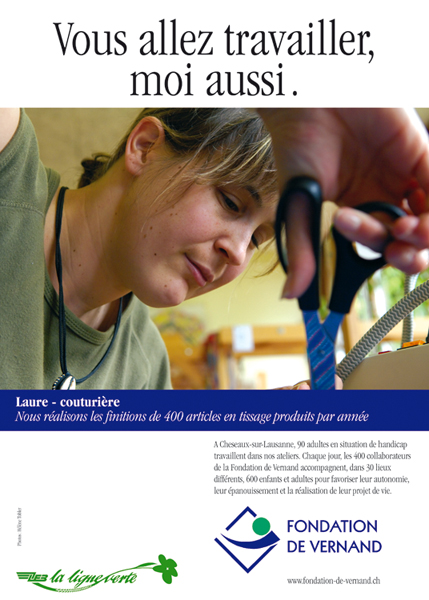 Vous allez travailler,
moi aussi.
Laure - couturière
Nous réalisons les finitions de 400 articles en tissage produits par année
A Cheseaux-sur-Lausanne, 90 adultes en situation de handicap
travaillent dans nos ateliers. Chaque jour, les 400 collaborateurs
de la Fondation de Vernand accompagnent, dans 30 lieux
différents, 600 enfants et adultes pour favoriser leur autonomie,
leur épanouissement et la réalisation de leur projet de vie.
FONDATION
DE VERNAND
LEB la ligne verte
www.fondation-de-vernand.ch